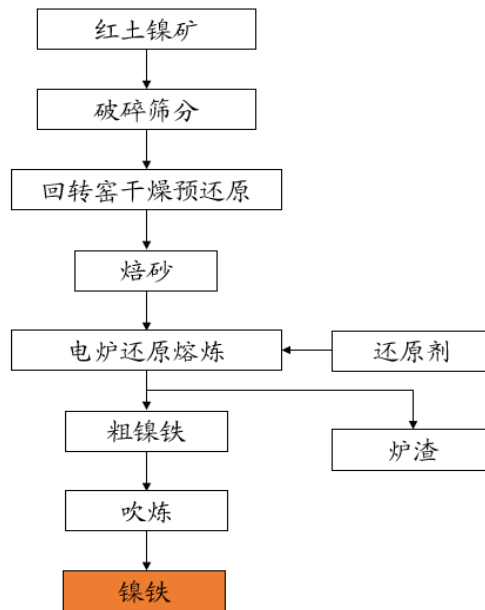 红土镍矿
破碎筛分
回转窑干燥预还原
焙砂
电炉还原熔炼
还原剂
粗镍铁
炉渣
吹炼
镍铁